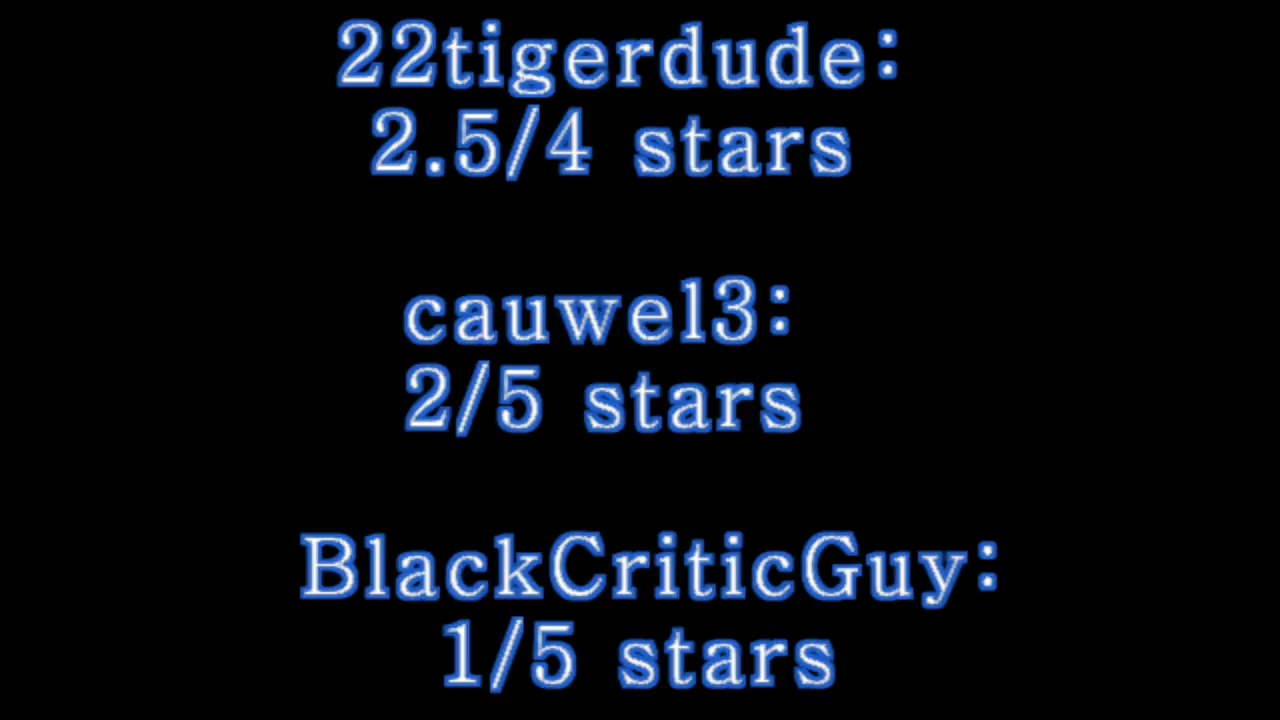 22tigerdude:
2.5/4 stars
cauwel3:
2/5 stars
BlackCriticGuy:
1/5 stars